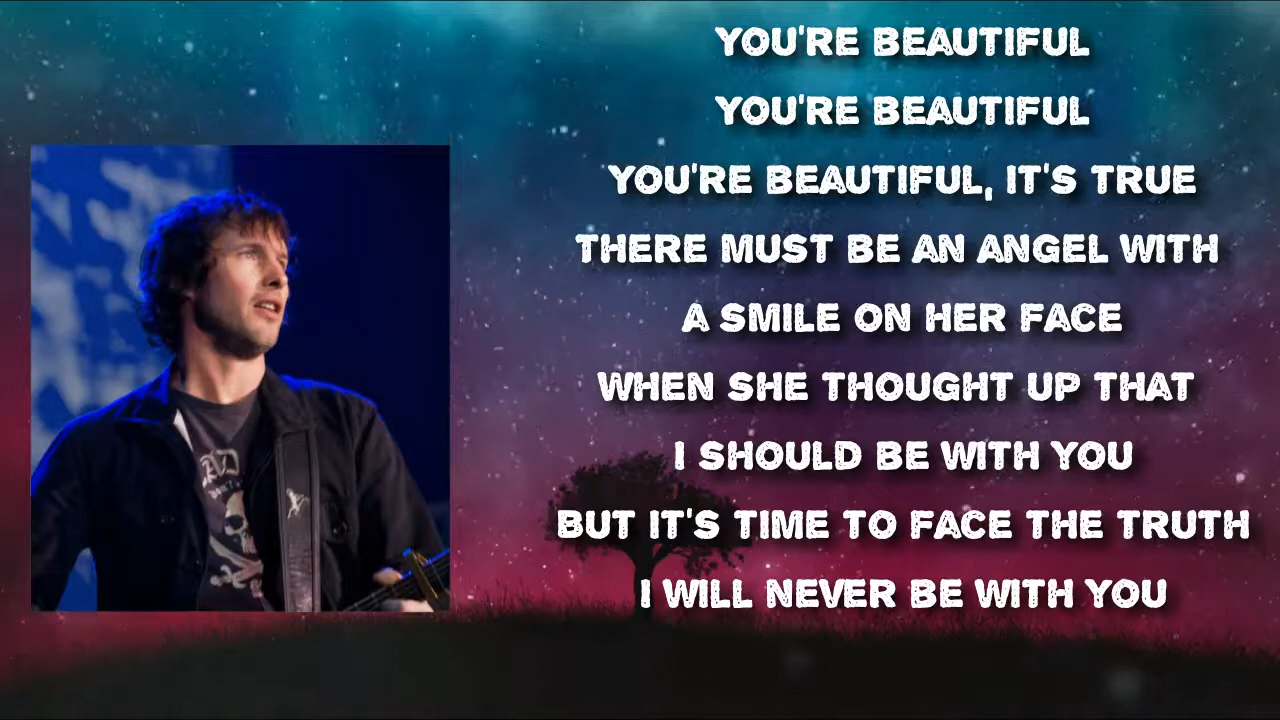 YOU'RE BEAUTIFUL
YOU'RE BEAUTIFUL
YOU'RE BEAUTIFUL, IT'S TRUE
THERE MUST BE AN ANGEL WITH
A SMILE ON HER FACE
WHEN SHE THOUGHT UP THAT
I SHOULD BE WITH YOU
BUT IT'S TIME TO FACE THE TRUTH
I WILL NEVER BE WITH YOU